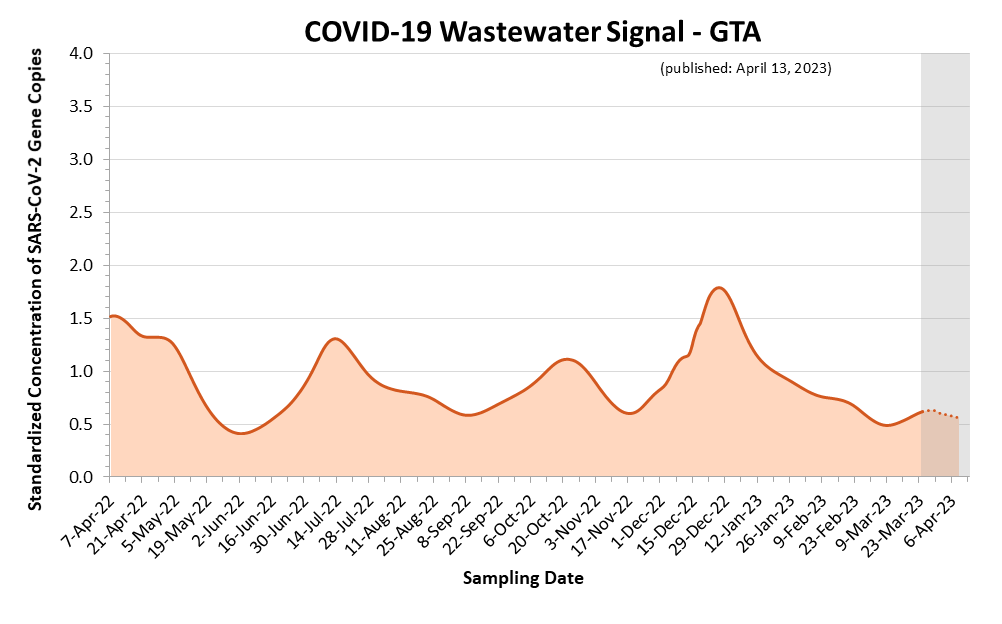 COVID-19 Wastewater Signal - GTA
(published: April 13, 2023)
Standardized Concentration of SARS-CoV-2 Gene Copies
4.0
3.5
3.0
2.5
2.0
1.5
1.0
0.5
0.0
7-Apr-22
21-Apr-22
5-May-22
19-May-22
2-Jun-22
16-Jun-22
30-Jun-22
14-Jul-22
28-Jul-22
11-Aug-22
25-Aug-22
8-Sep-22
22-Sep-22
6-Oct-22
20-Oct-22
3-Nov-22
17-Nov-22
1-Dec-22
15-Dec-22
29-Dec-22
12-Jan-23
26-Jan-23
9-Feb-23
23-Feb-23
9-Mar-23
23-Mar-23
6-Apr-23
Sampling Date